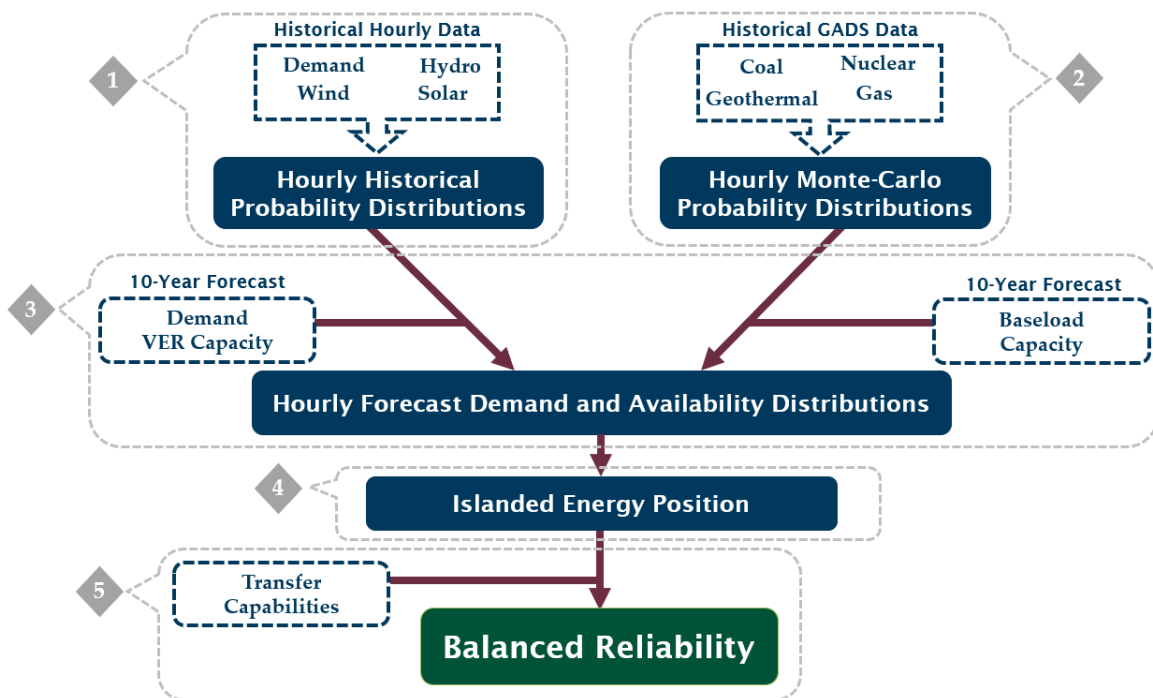 Historical Hourly Data
Demand Hydro
Wind Solar
1
Hourly Historical
Probability Distributions
Historical GADS Data
Coal Nuclear
Geothermal Gas
2
Hourly Monte-Carlo
Probability Distributions
3
10-Year Forecast
Demand
VER Capacity
10-Year Forecast
Baseload
Capacity
Hourly Forecast Demand and Availability Distributions
4
Islanded Energy Position
5
Transfer
Capabilities
Balanced Reliability